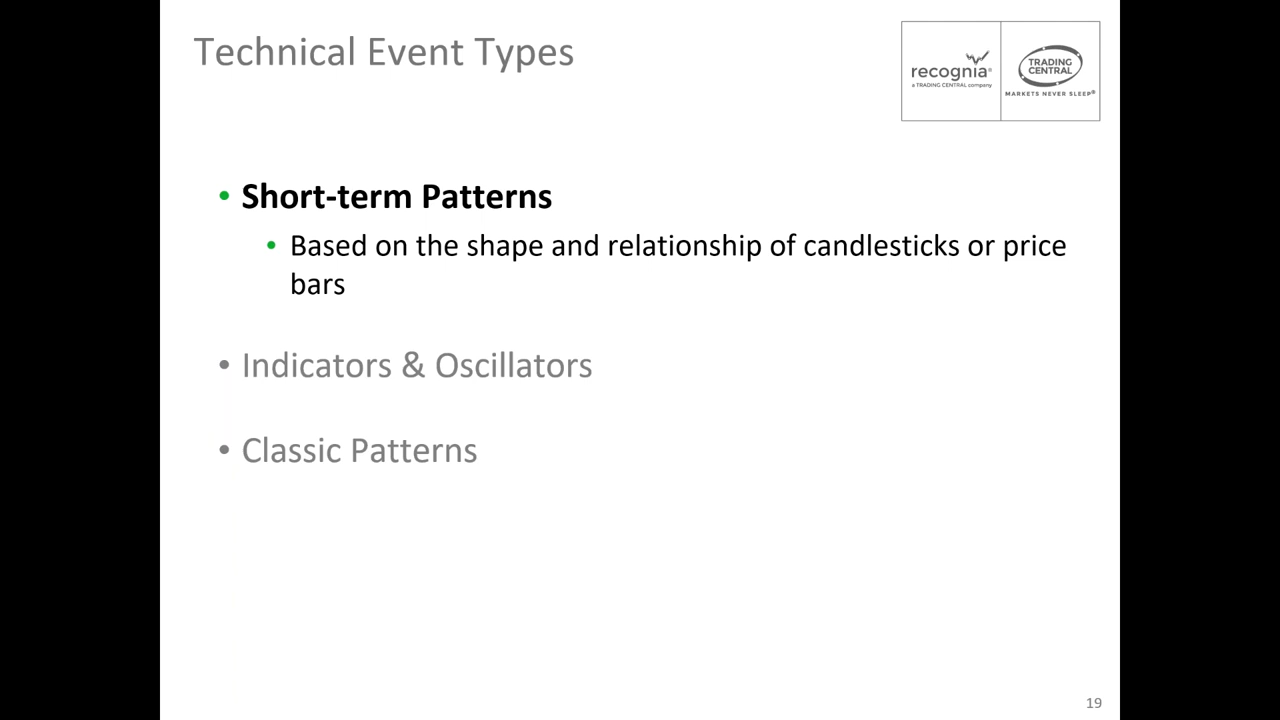 Technical Event Types
recognia®
a TRADING CENTRAL company
TRADING
CENTRAL
MARKETS NEVER SLEEP®
• Short-term Patterns
• Based on the shape and relationship of candlesticks or price
bars
• Indicators & Oscillators
• Classic Patterns
19